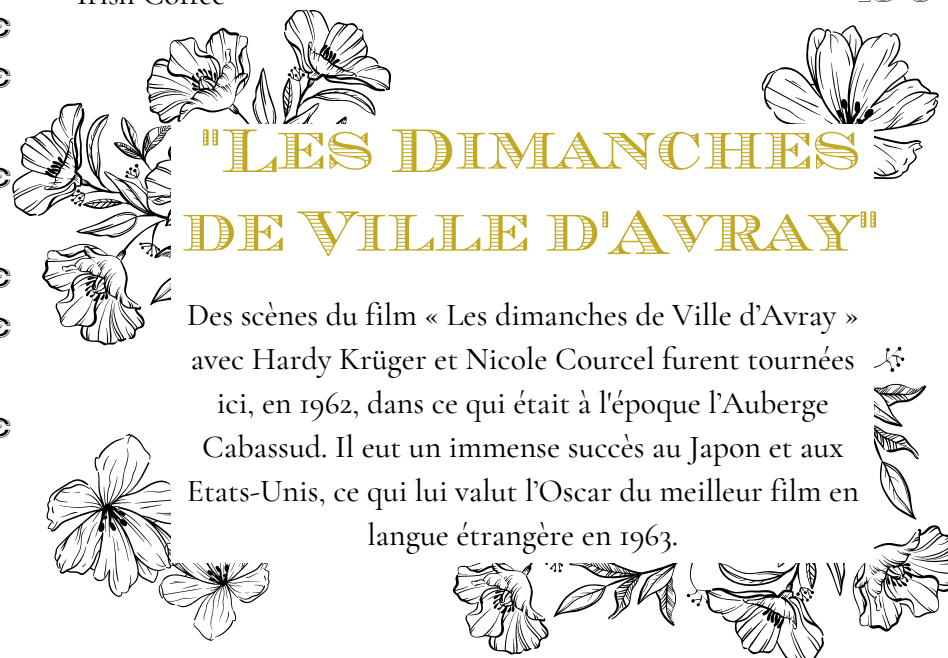 Irish Coffee
"Les Dimanches
de Ville d'Avray"
Des scènes du film « Les dimanches de Ville d’Avray »
avec Hardy Krüger et Nicole Courcel furent tournées
ici, en 1962, dans ce qui était à l'époque l’Auberge
Cabassud. Il eut un immense succès au Japon et aux
Etats-Unis, ce qui lui valut l’Oscar du meilleur film en
langue étrangère en 1963.